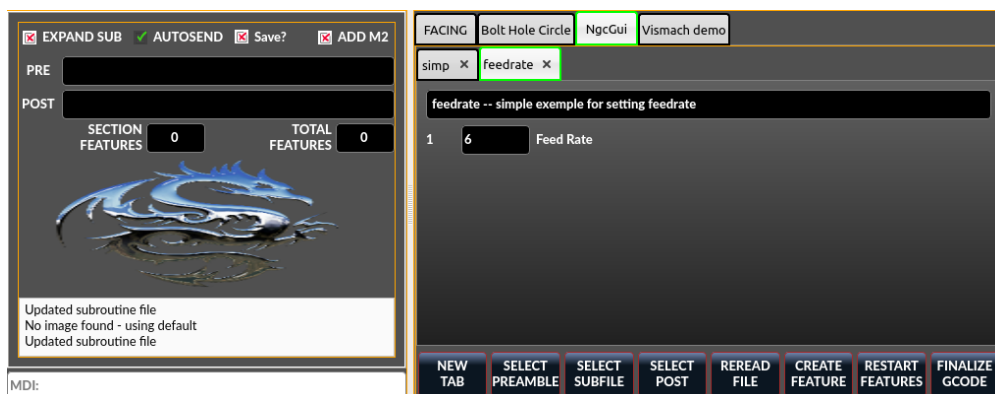 EXPAND SUB AUTOSEND Save? ADD M2
PRE
POST
SECTION FEATURES 0 TOTAL FEATURES 0
Updated subroutine file
No image found - using default
Updated subroutine file
MDI:
FACING Bolt Hole Circle NgcGui Vismach demo
simp × feedrate ×
feedrate -- simple exemple for setting feedrate
1 6 Feed Rate
NEW TAB SELECT PREAMBLE SELECT SUBFILE SELECT POST REREAD FILE CREATE FEATURE RESTART FEATURES FINALIZE GCODE